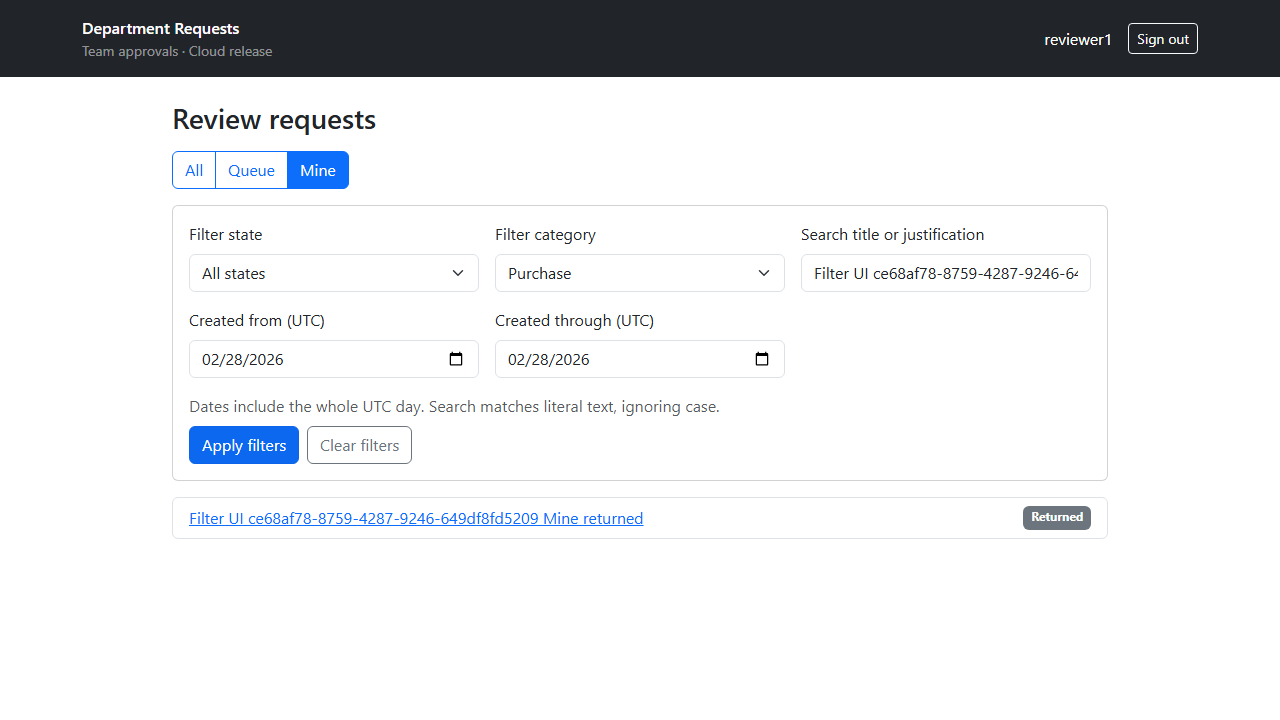 Department Requests
Team approvals · Cloud release
reviewer1
Sign out
Review requests
All
Queue
Mine
Filter state
Filter category
Search title or justification
All states
Purchase
Filter UI ce68af78-8759-4287-9246-64
Created from (UTC)
Created through (UTC)
02/28/2026
02/28/2026
Dates include the whole UTC day. Search matches literal text, ignoring case.
Apply filters
Clear filters
Filter UI ce68af78-8759-4287-9246-649df8fd5209 Mine returned
Returned